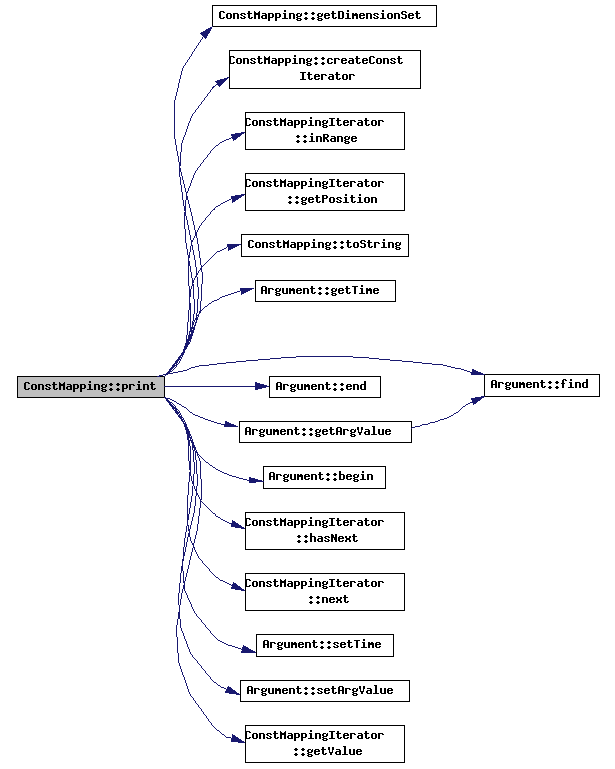 ConstMapping::getDimensionSet
ConstMapping::createConst
Iterator
ConstMappingIterator
::inRange
ConstMappingIterator
::getPosition
ConstMapping::toString
Argument::getTime
ConstMapping::print
Argument::end
Argument::find
Argument::getArgValue
Argument::begin
ConstMappingIterator
::hasNext
ConstMappingIterator
::next
Argument::setTime
Argument::setArgValue
ConstMappingIterator
::getValue